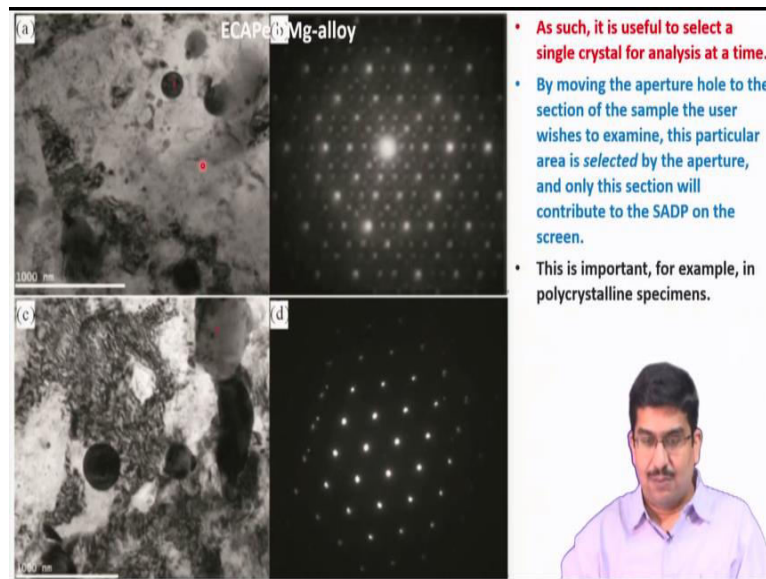 (a)
ECAPed Mg-alloy
(b)
1000 nm
(c)
(d)
1000 nm
• As such, it is useful to select a
single crystal for analysis at a time.
• By moving the aperture hole to the
section of the sample the user
wishes to examine, this particular
area is selected by the aperture,
and only this section will
contribute to the SADP on the
screen.
• This is important, for example, in
polycrystalline specimens.